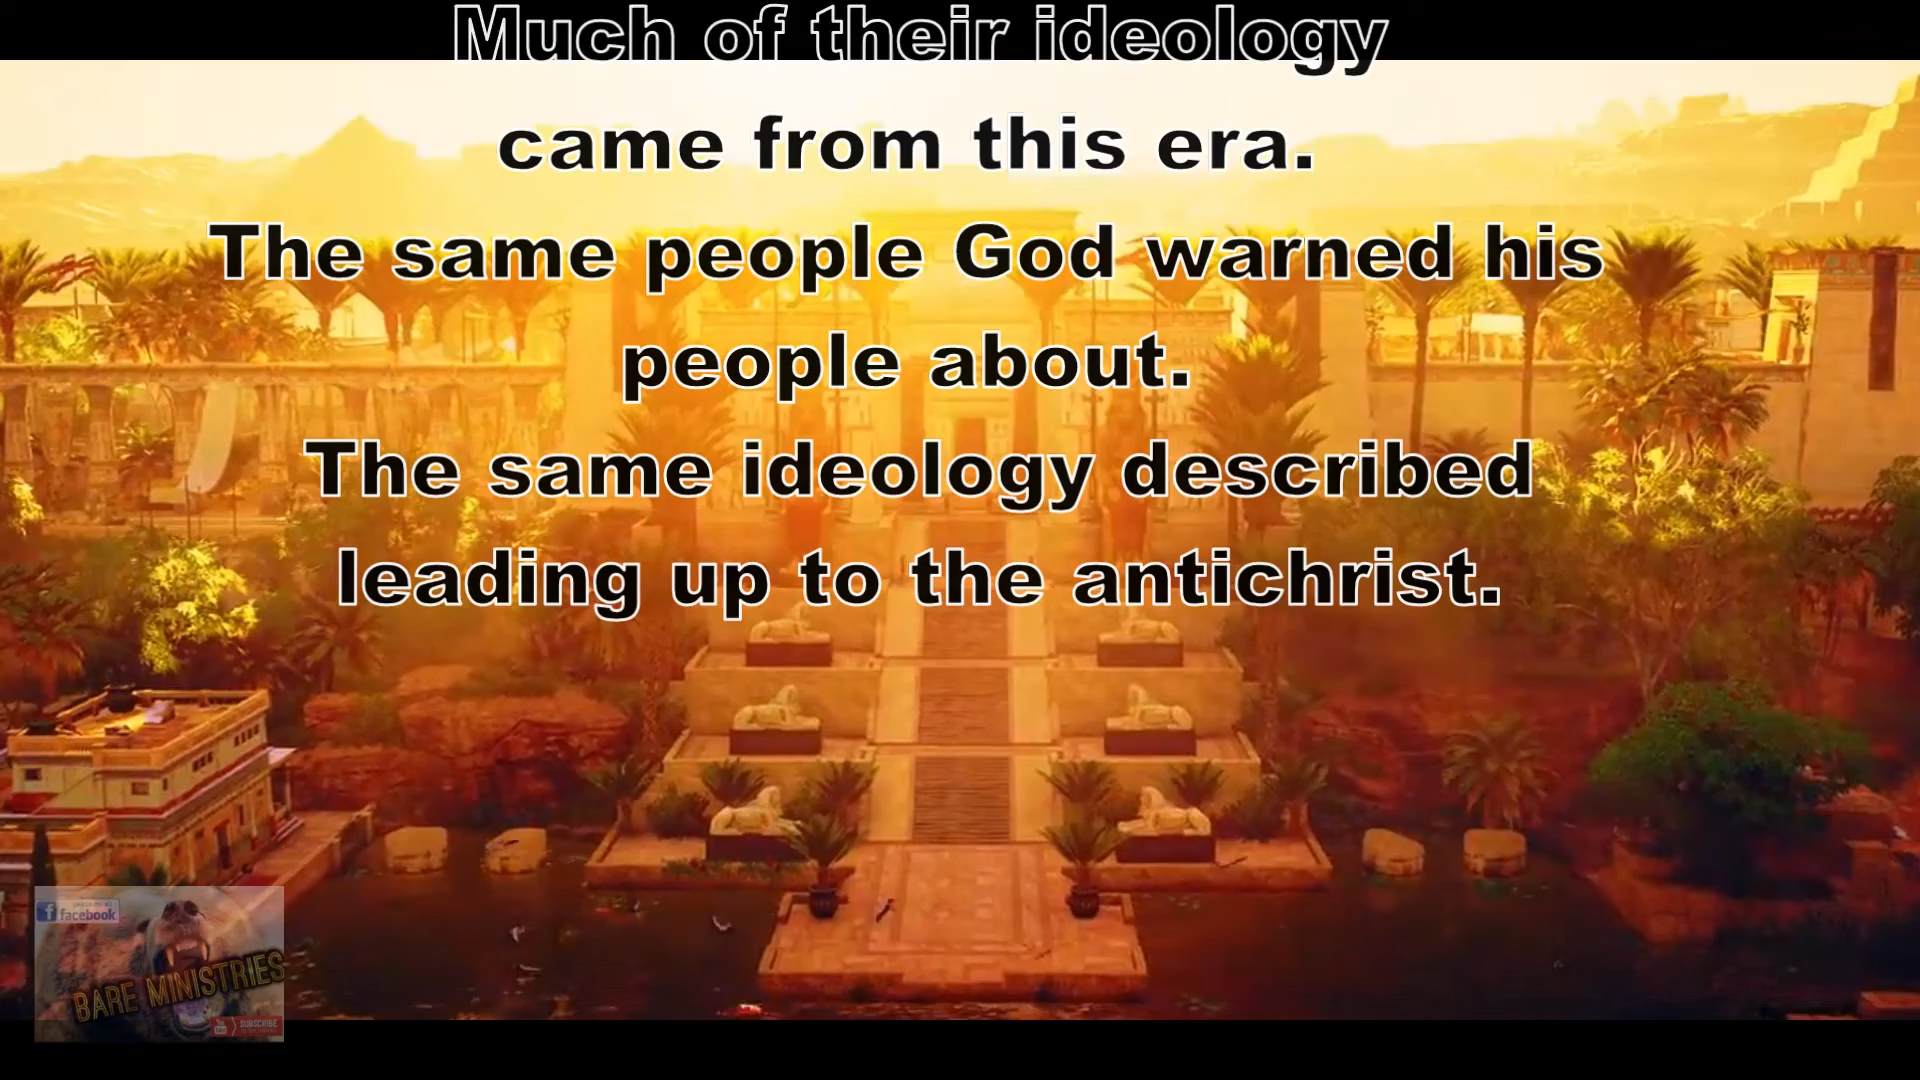 Much of their ideology
came from this era.
The same people God warned his
people about.
The same ideology described
leading up to the antichrist.
facebook
BARE MINISTRIES
SUBSCRIBE